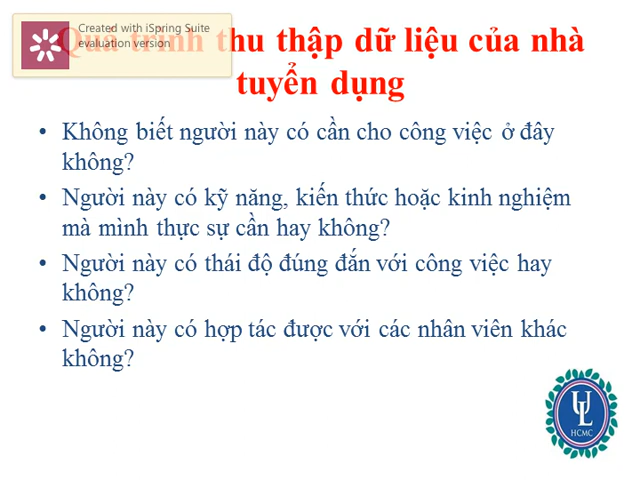 Created with iSpring Suite
evaluation version
Quá trình thu thập dữ liệu của nhà
tuyển dụng
• Không biết người này có cần cho công việc ở đây
không?
• Người này có kỹ năng, kiến thức hoặc kinh nghiệm
mà mình thực sự cần hay không?
• Người này có thái độ đúng đắn với công việc hay
không?
• Người này có hợp tác được với các nhân viên khác
không?
UL
HCMC